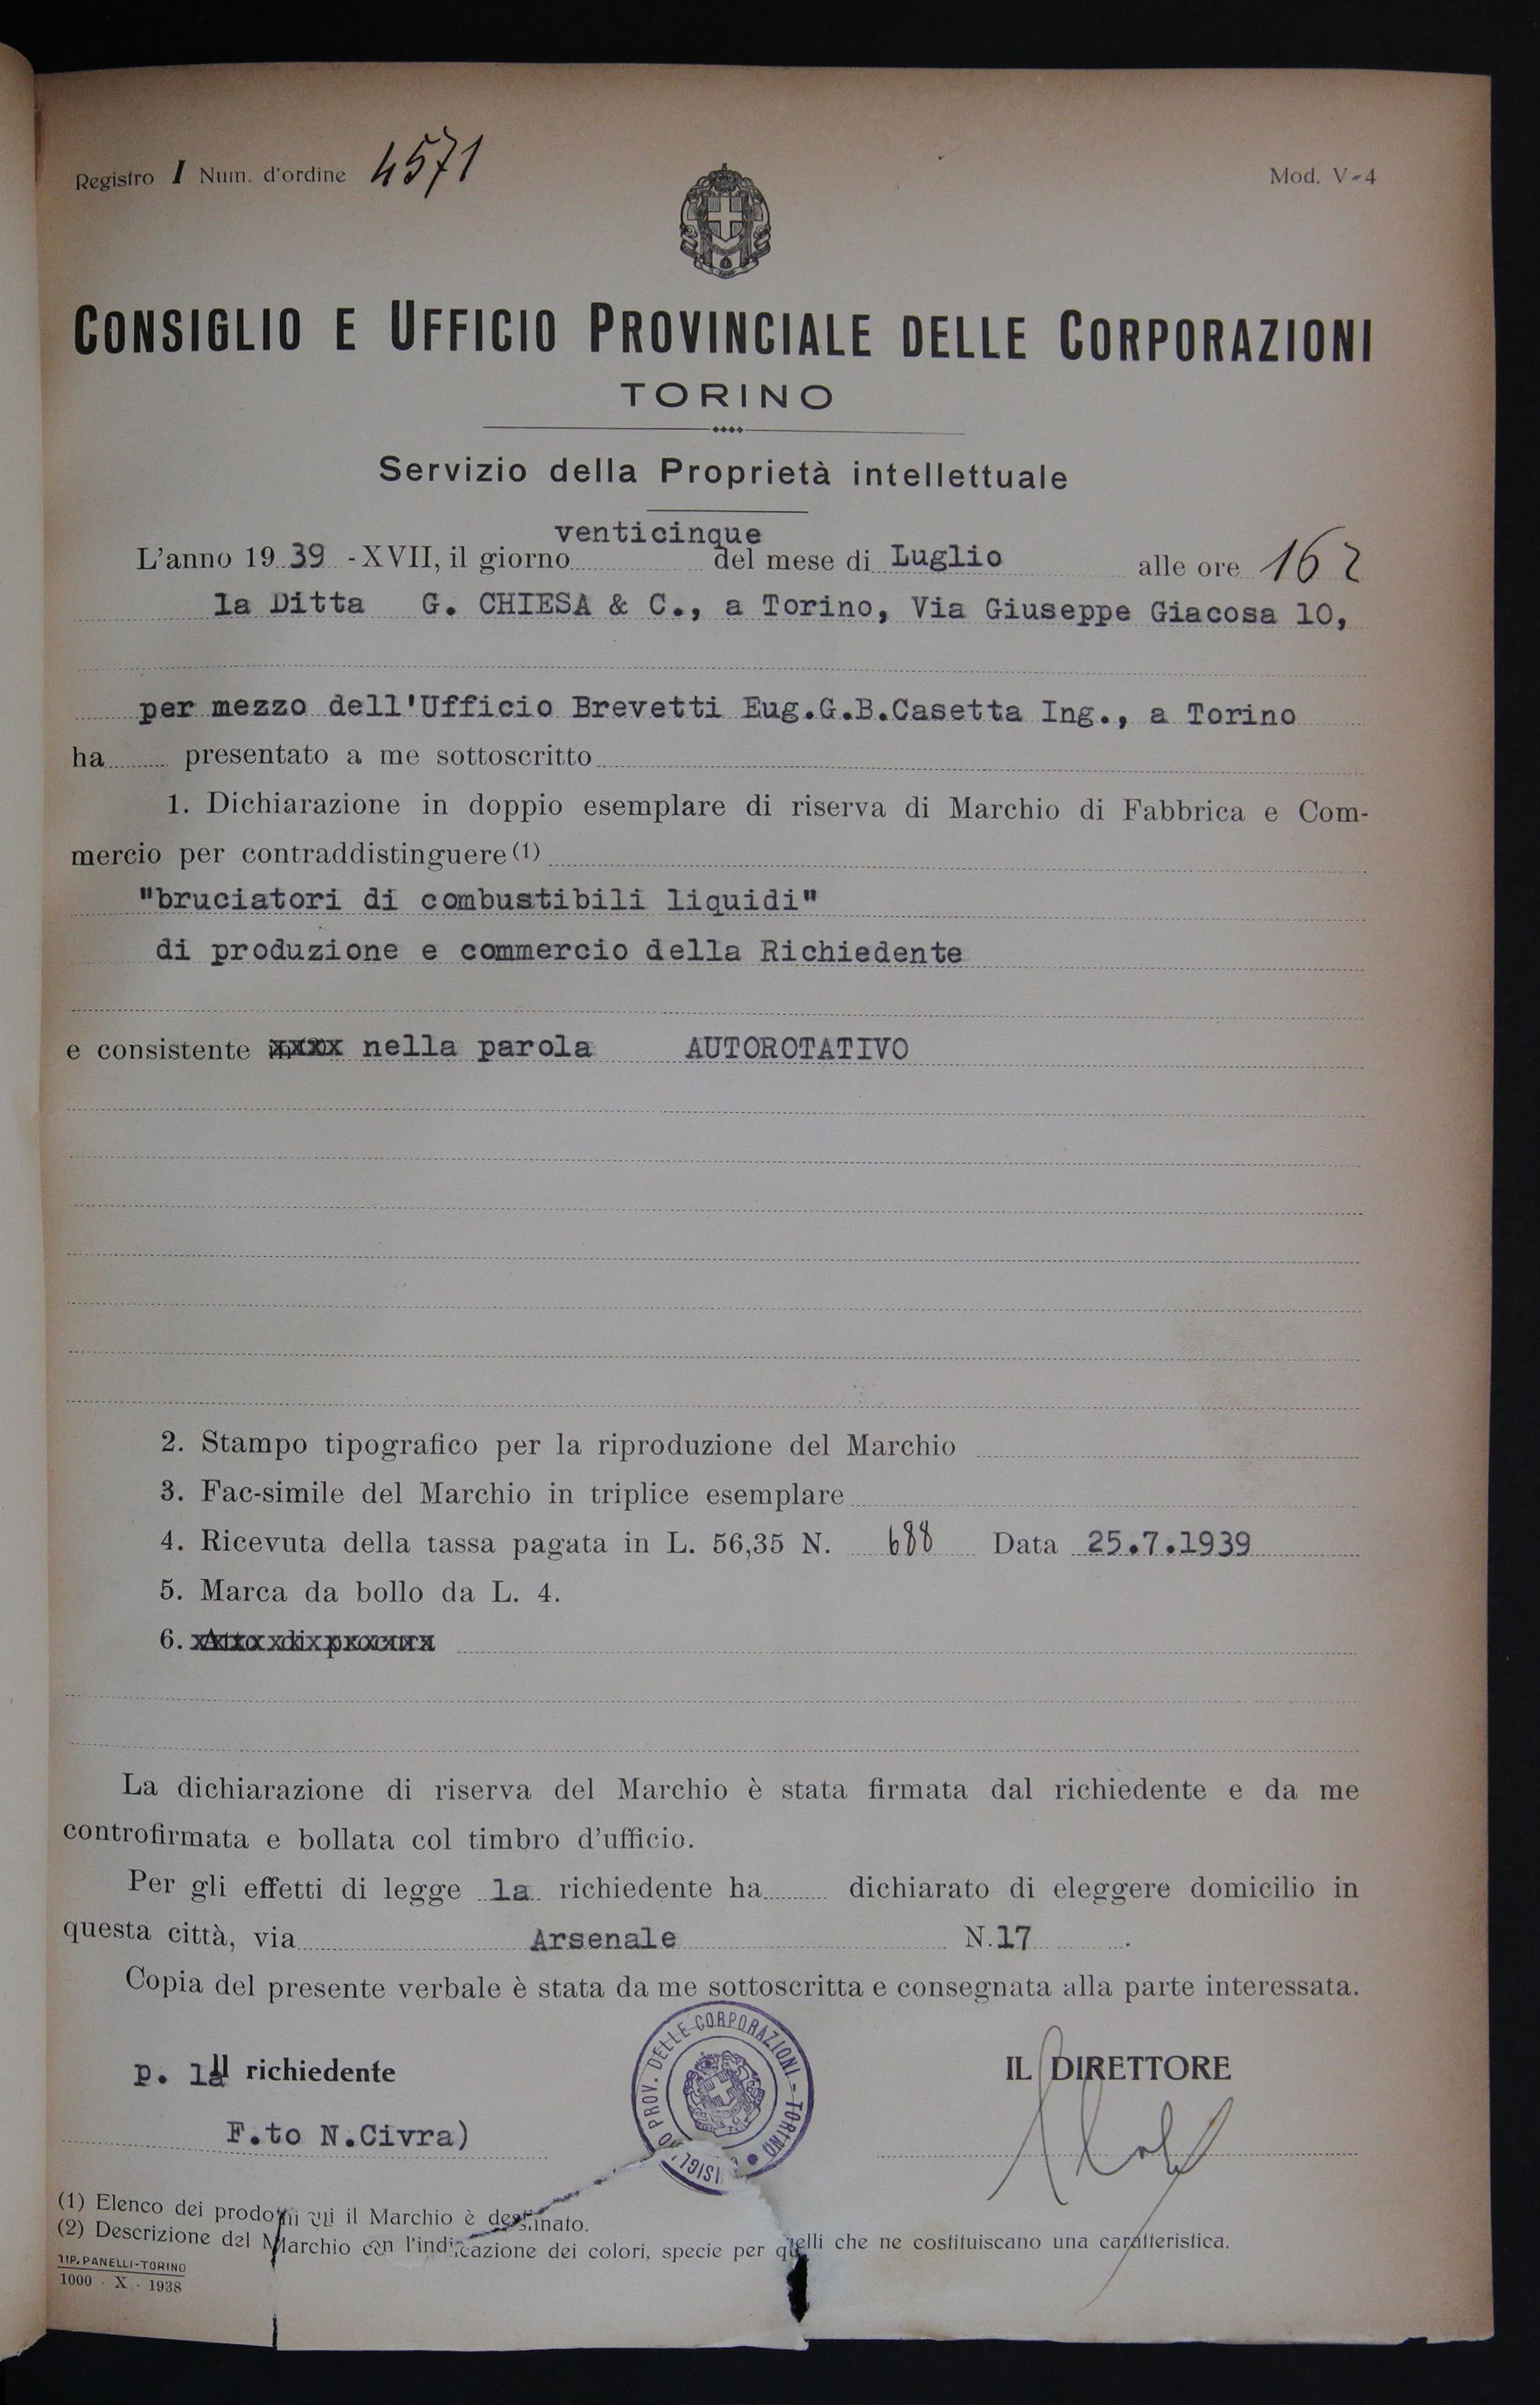 Registro I Num. d'ordine 4571
Mod. V-4
CONSIGLIO E UFFICIO PROVINCIALE DELLE CORPORAZIONI
TORINO
Servizio della Proprietà intellettuale
venticinque
L'anno 19 39 -XVII, il giorno del mese di Luglio alle ore 16
la Ditta G. CHIESA & C., a Torino, Via Giuseppe Giacosa 10,
per mezzo dell'Ufficio Brevetti Eug.G.B.Casetta Ing., a Torino
ha presentato a me sottoscritto
1. Dichiarazione in doppio esemplare di riserva di Marchio di Fabbrica e Com-
mercio per contraddistinguere (1)
"bruciatori di combustibili liquidi"
di produzione e commercio della Richiedente
e consistente nella parola AUTOROTATIVO
2. Stampo tipografico per la riproduzione del Marchio
3. Fac-simile del Marchio in triplice esemplare
4. Ricevuta della tassa pagata in L. 56,35 N. 688 Data 25.7.1939
5. Marca da bollo da L. 4.
6. Atto di procura
La dichiarazione di riserva del Marchio è stata firmata dal richiedente e da me
controfirmata e bollata col timbro d'ufficio.
Per gli effetti di legge la richiedente ha dichiarato di eleggere domicilio in
questa città, via Arsenale N.17
Copia del presente verbale è stata da me sottoscritta e consegnata alla parte interessata.
PROV. DELLE CORPORAZIONI - TORINO
p. la richiedente
IL DIRETTORE
F.to N.Civra)
(1) Elenco dei prodotti cui il Marchio è destinato.
(2) Descrizione del Marchio con l'indicazione dei colori, specie per quelli che ne costituiscano una caratteristica.
TIP. PANELLI-TORINO
1000 - X - 1938